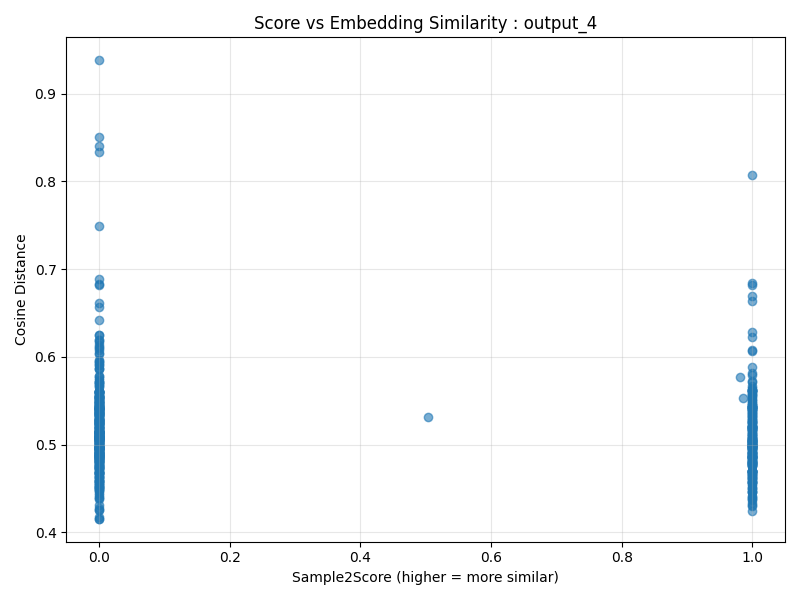 Score vs Embedding Similarity : output_4
Cosine Distance
0.9
0.8
0.7
0.6
0.5
0.4
0.0 0.2 0.4 0.6 0.8 1.0
Sample2Score (higher = more similar)